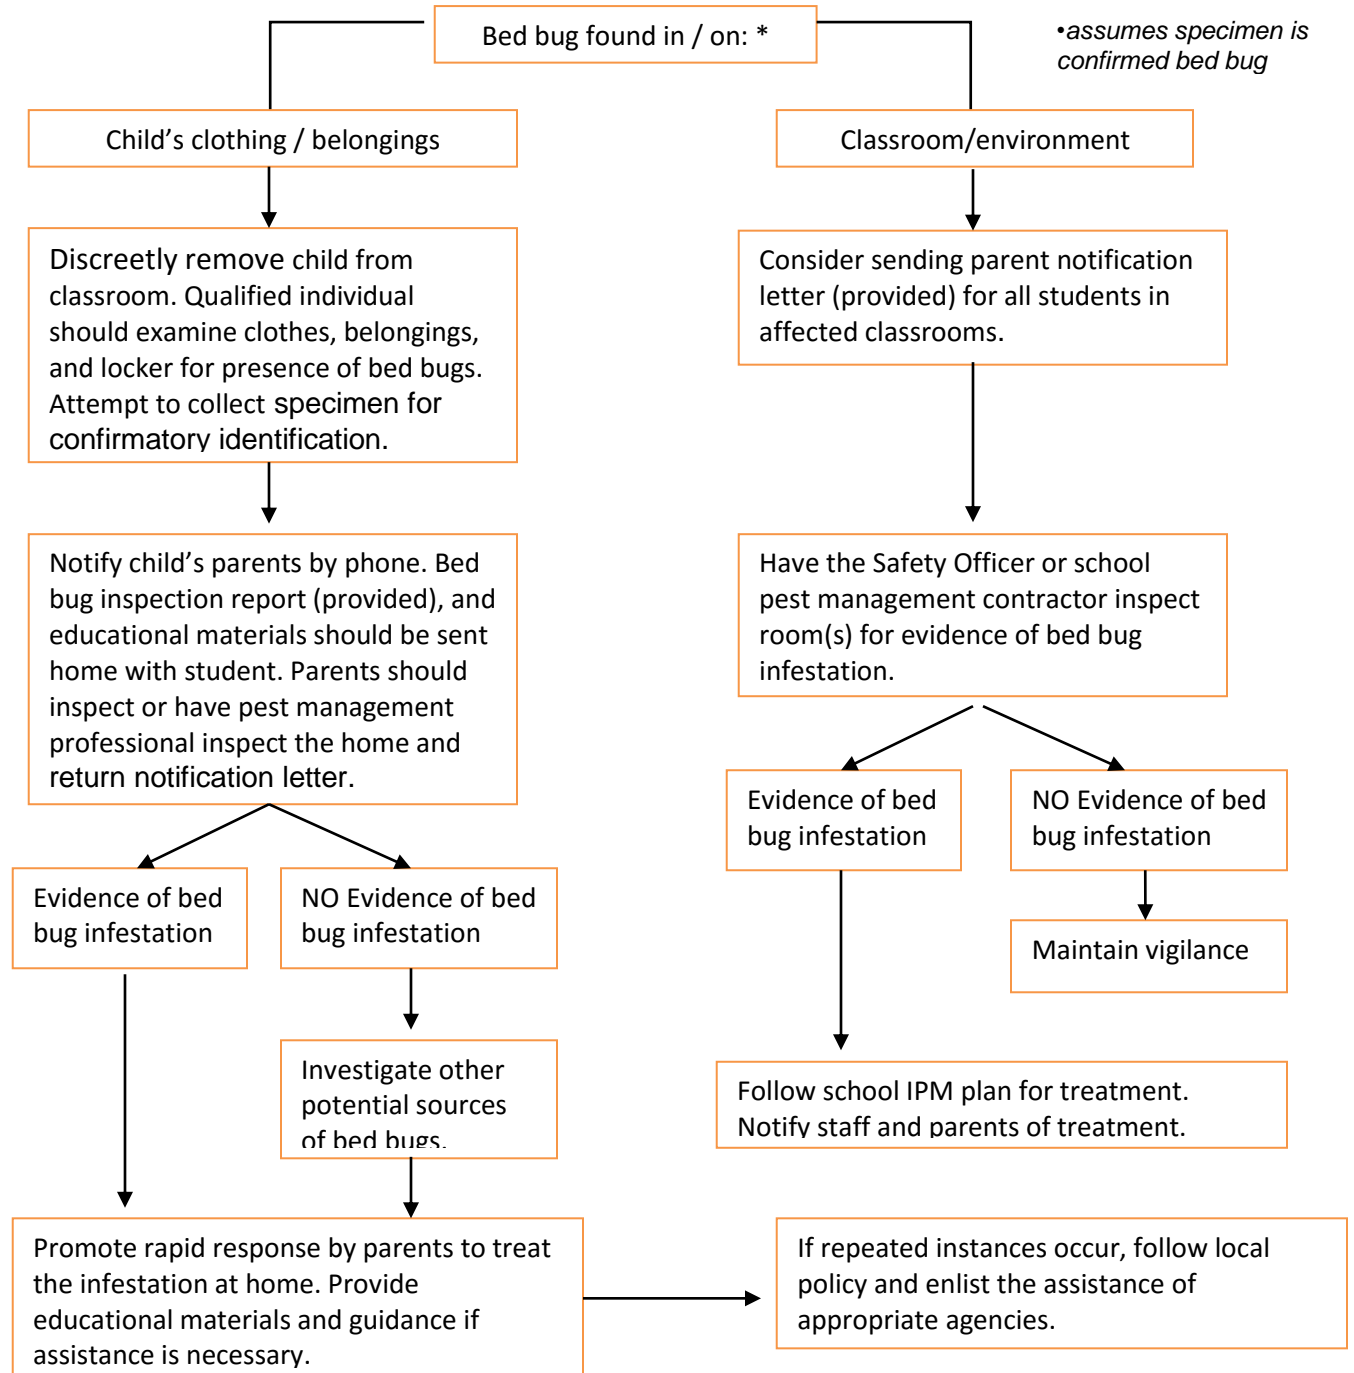 Bed bug found in / on: *
•assumes specimen is
confirmed bed bug
Child’s clothing / belongings
Classroom/environment
Discreetly remove child from
classroom. Qualified individual
should examine clothes, belongings,
and locker for presence of bed bugs.
Attempt to collect specimen for
confirmatory identification.
Consider sending parent notification
letter (provided) for all students in
affected classrooms.
Notify child’s parents by phone. Bed
bug inspection report (provided), and
educational materials should be sent
home with student. Parents should
inspect or have pest management
professional inspect the home and
return notification letter.
Have the Safety Officer or school
pest management contractor inspect
room(s) for evidence of bed bug
infestation.
Evidence of bed
bug infestation
NO Evidence of bed
bug infestation
Evidence of bed
bug infestation
NO Evidence of bed
bug infestation
Maintain vigilance
Investigate other
potential sources
of bed bugs.
Follow school IPM plan for treatment.
Notify staff and parents of treatment.
Promote rapid response by parents to treat
the infestation at home. Provide
educational materials and guidance if
assistance is necessary.
If repeated instances occur, follow local
policy and enlist the assistance of
appropriate agencies.